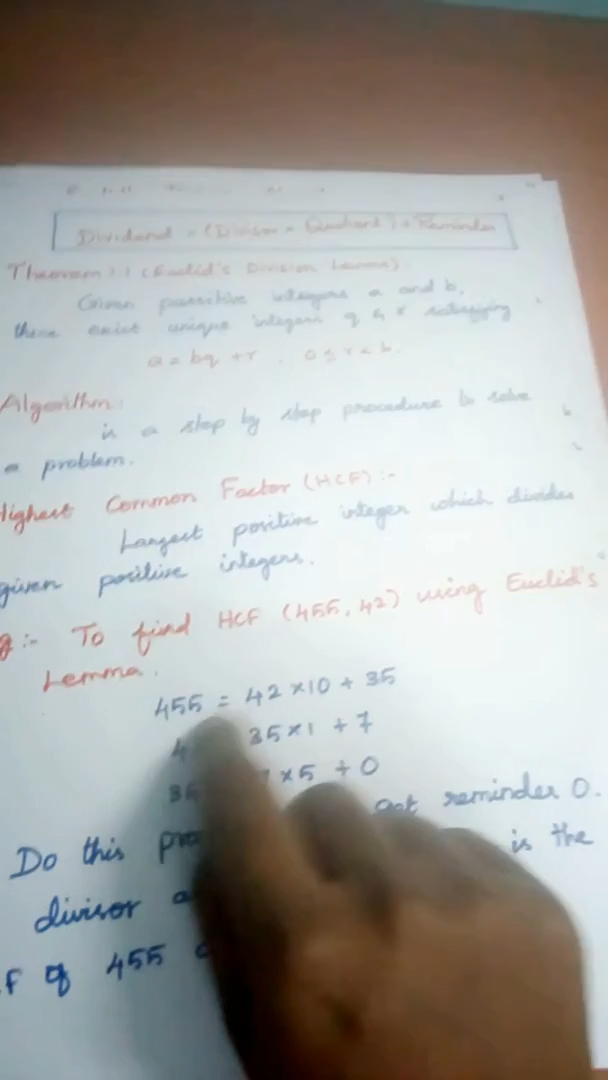 Dividend = (Divisor × Quotient) + Reminder
Theorem 1.1 (Euclid's Division Lemma)
Given positive integers a and b,
there exist unique integers q & r satisfying
a = bq + r , 0 ≤ r < b.
Algorithm:
is a step by step procedure to solve
a problem.
Highest Common Factor (HCF) :-
Largest positive integer which divides
given positive integers.
g:- To find HCF (455, 42) using Euclid's
Lemma.
455 = 42 × 10 + 35
4 35 × 1 + 7
35 × 5 + 0
Do this get reminder 0.
divisor is the
F of 455